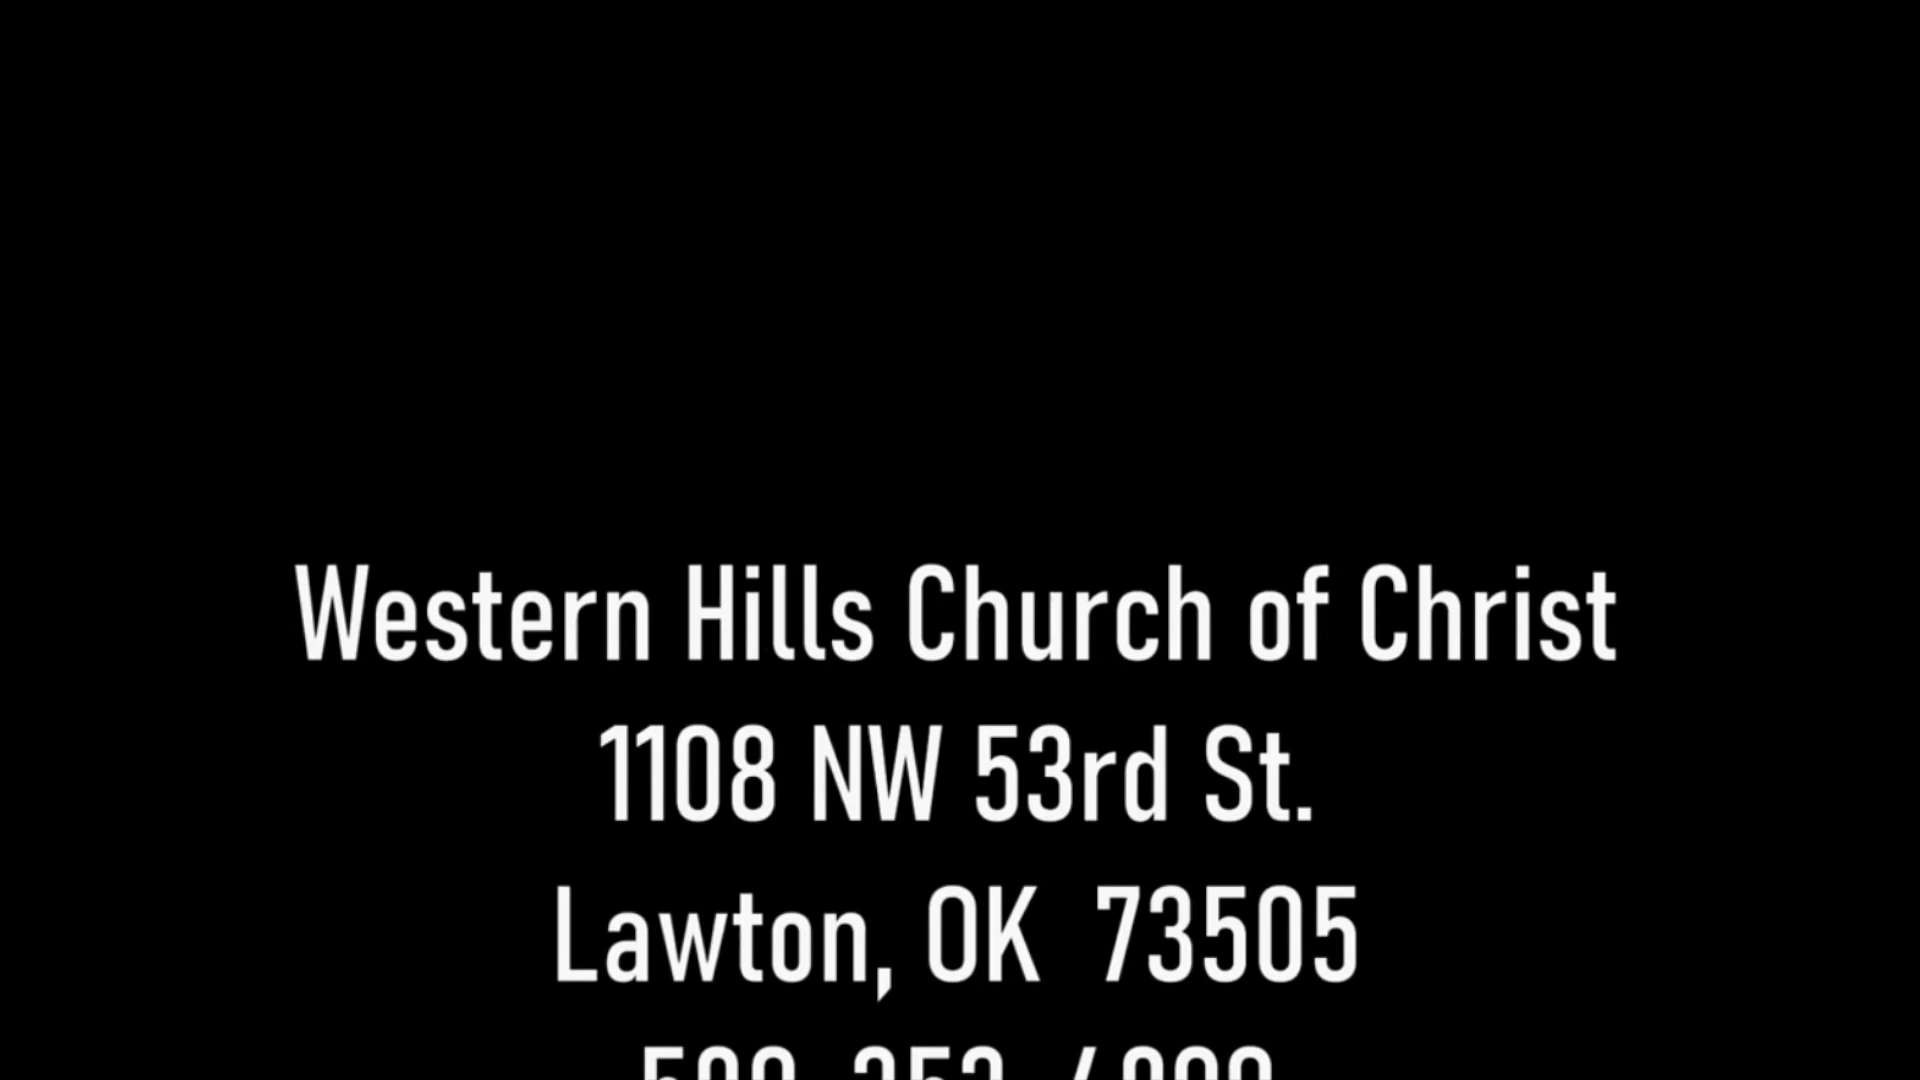 Western Hills Church of Christ
1108 NW 53rd St.
Lawton, OK  73505